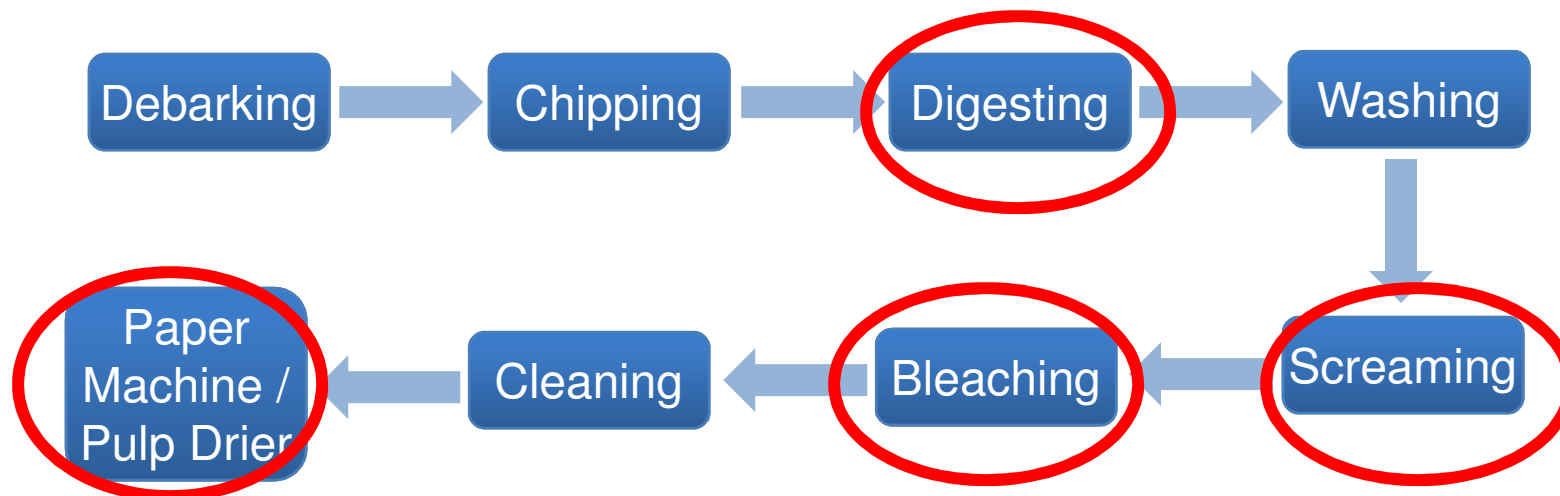 Debarking
Chipping
Digesting
Washing
Screaming
Bleaching
Cleaning
Paper
Machine /
Pulp Drier